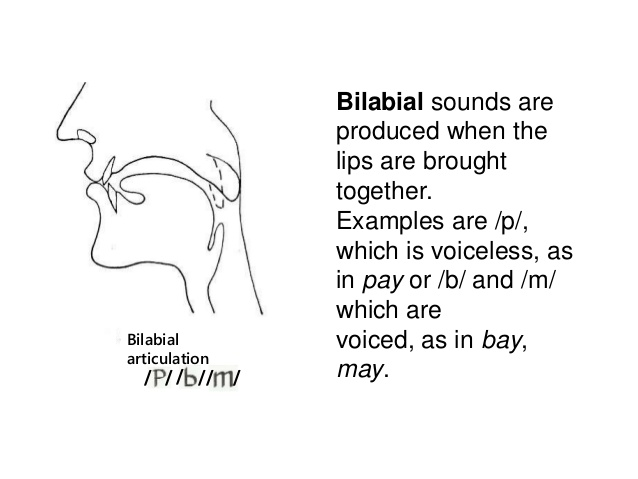 Bilabial sounds are
produced when the
lips are brought
together.
Examples are /p/,
which is voiceless, as
in pay or /b/ and /m/
which are
voiced, as in bay,
may.
Bilabial
articulation
/P/ /b//m/